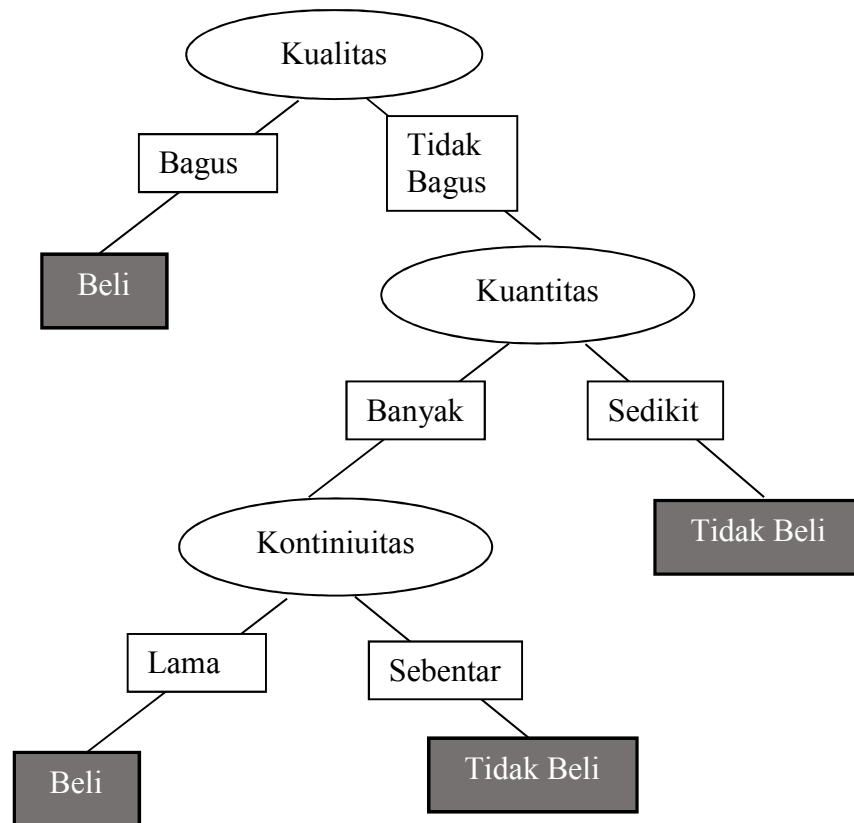 Kualitas
Bagus
Tidak
Bagus
Beli
Kuantitas
Banyak
Sedikit
Tidak Beli
Kontiniuitas
Lama
Sebentar
Beli
Tidak Beli